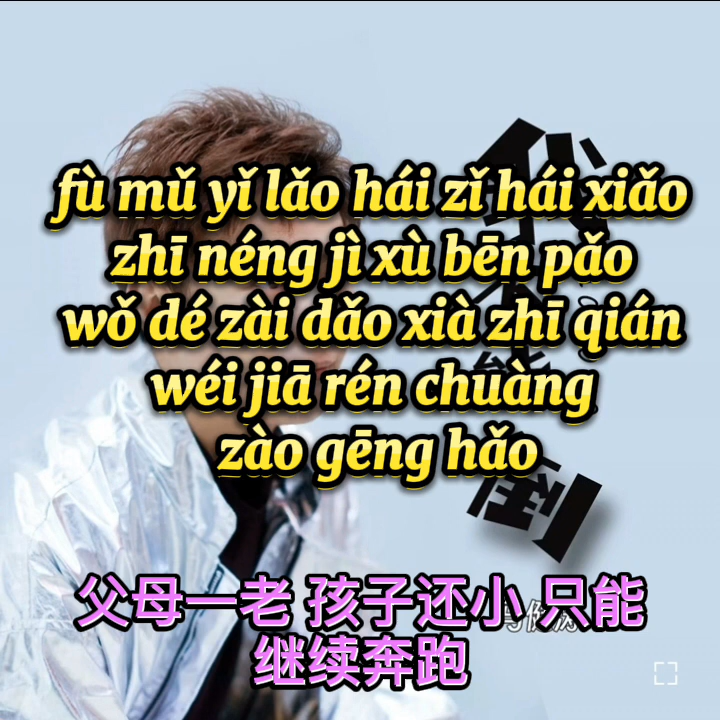 fù mǔ yǐ lǎo hái zǐ hái xiǎo
zhī néng jì xù bēn pǎo
wǒ dé zài dǎo xià zhī qián
wéi jiā rén chuàng
zào gēng hǎo
父母一老 孩子还小 只能
继续奔跑
我
倒